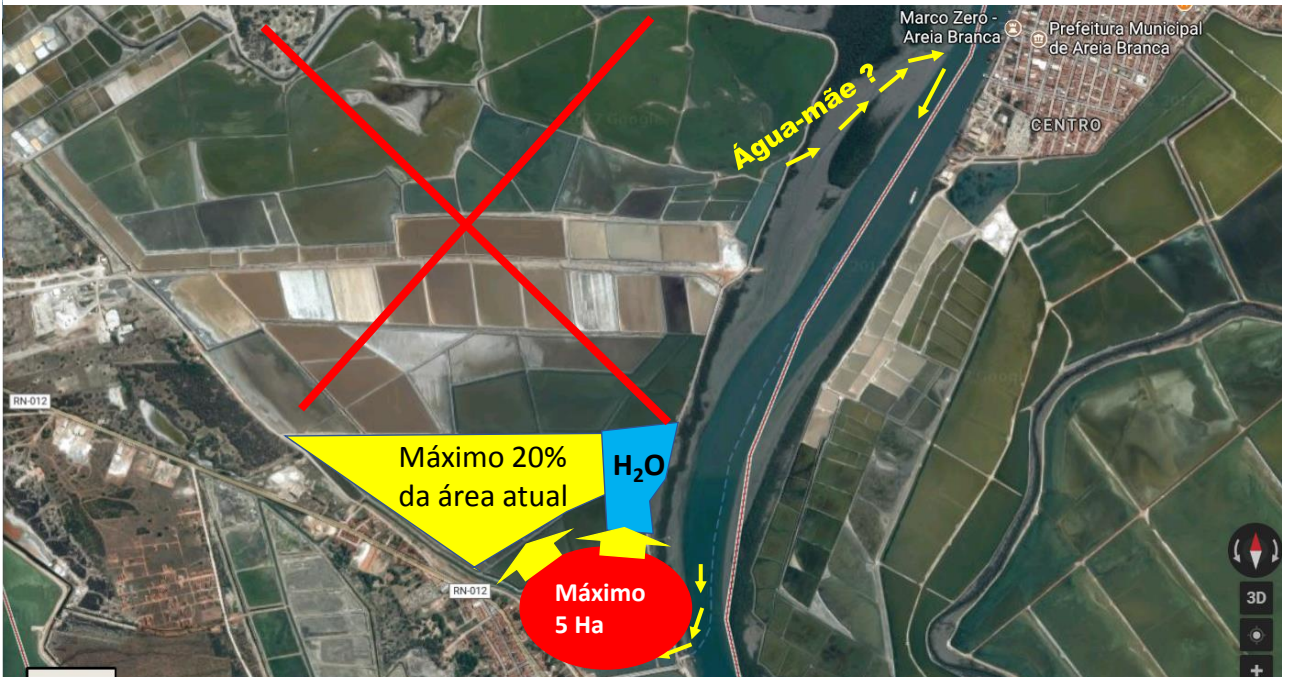 Marco Zero -
Areia Branca
Prefeitura Municipal
de Areia Branca
Água-mãe ?
CENTRO
RN-012
Máximo 20%
da área atual
H₂O
RN-012
Máximo
5 Ha
3D
+